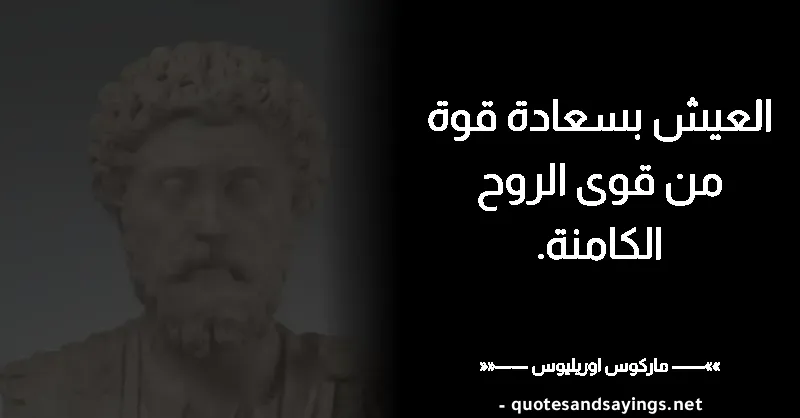 العيش بسعادة قوة
من قوى الروح
الكامنة.
»»—— ماركوس اوريليوس ——««
- quotesandsayings.net